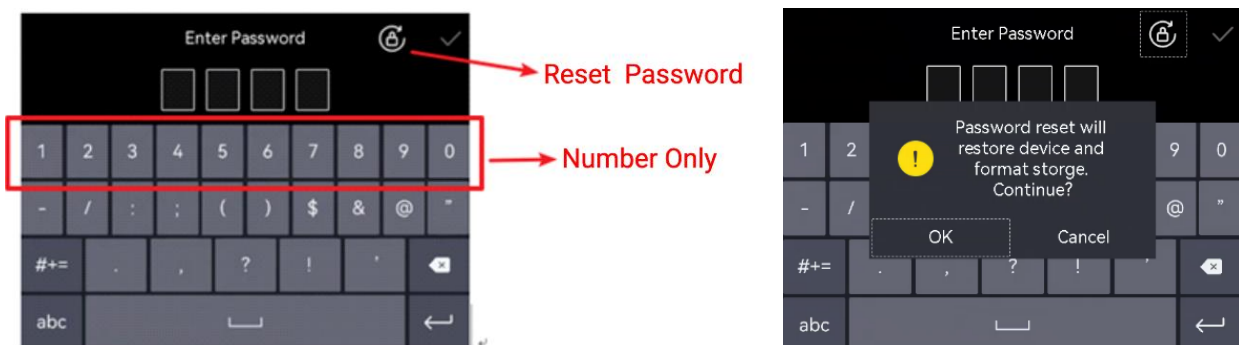 Enter Password
Reset Password
1 2 3 4 5 6 7 8 9 0
Number Only
- / : ; ( ) $ & @ "
#+= . , ? ! '
abc
Enter Password
Password reset will
restore device and
format storge.
Continue?
OK Cancel
1 2 9 0
- / @ "
#+= . , ? ! '
abc